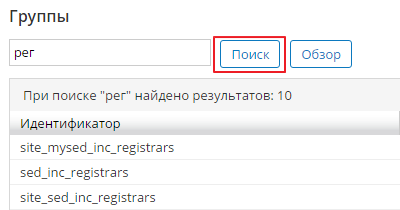 Группы
рег Поиск Обзор
При поиске "рег" найдено результатов: 10
Идентификатор
site_mysed_inc_registrars
sed_inc_registrars
site_sed_inc_registrars